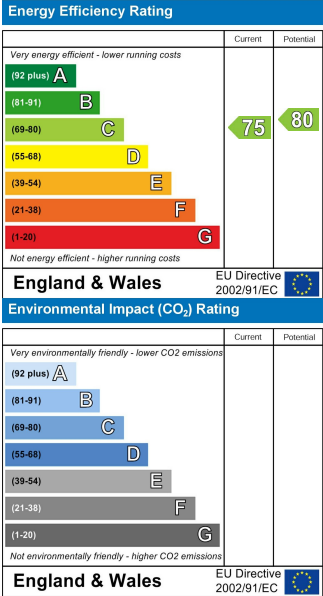 Energy Efficiency Rating
Current Potential
Very energy efficient - lower running costs
(92 plus) A
(81-91) B
(69-80) C
75 80
(55-68) D
(39-54) E
(21-38) F
(1-20) G
Not energy efficient - higher running costs
England & Wales
EU Directive
2002/91/EC
Environmental Impact (CO₂) Rating
Current Potential
Very environmentally friendly - lower CO2 emissions
(92 plus) A
(81-91) B
(69-80) C
(55-68) D
(39-54) E
(21-38) F
(1-20) G
Not environmentally friendly - higher CO2 emissions
England & Wales
EU Directive
2002/91/EC